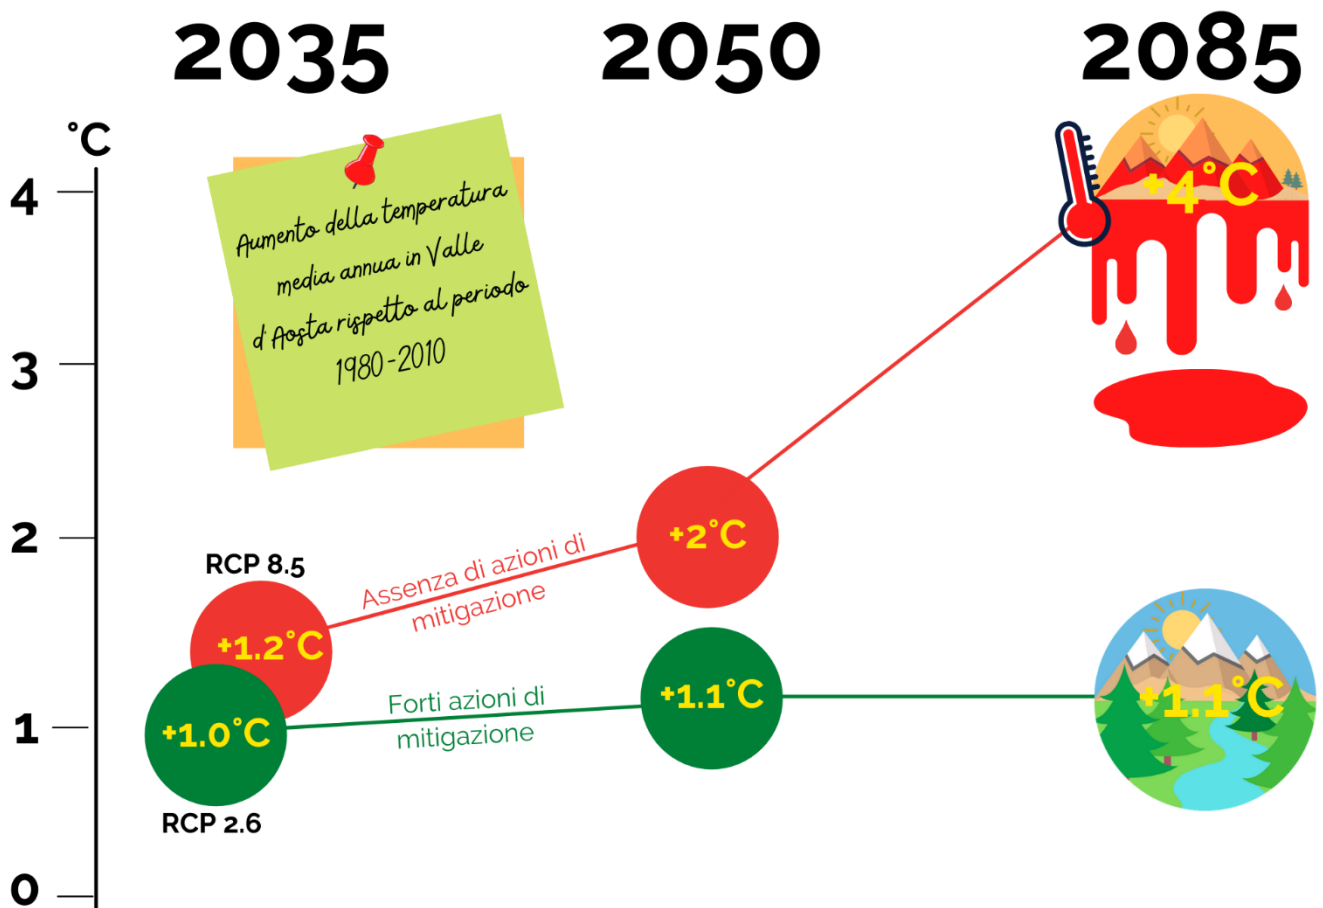 2035
2050
2085
°C
4
3
2
1
0
Aumento della temperatura
media annua in Valle
d'Aosta rispetto al periodo
1980-2010
+4°C
RCP 8.5
+1.2°C
Assenza di azioni di
mitigazione
+2°C
+1.0°C
RCP 2.6
Forti azioni di
mitigazione
+1.1°C
+1.1°C